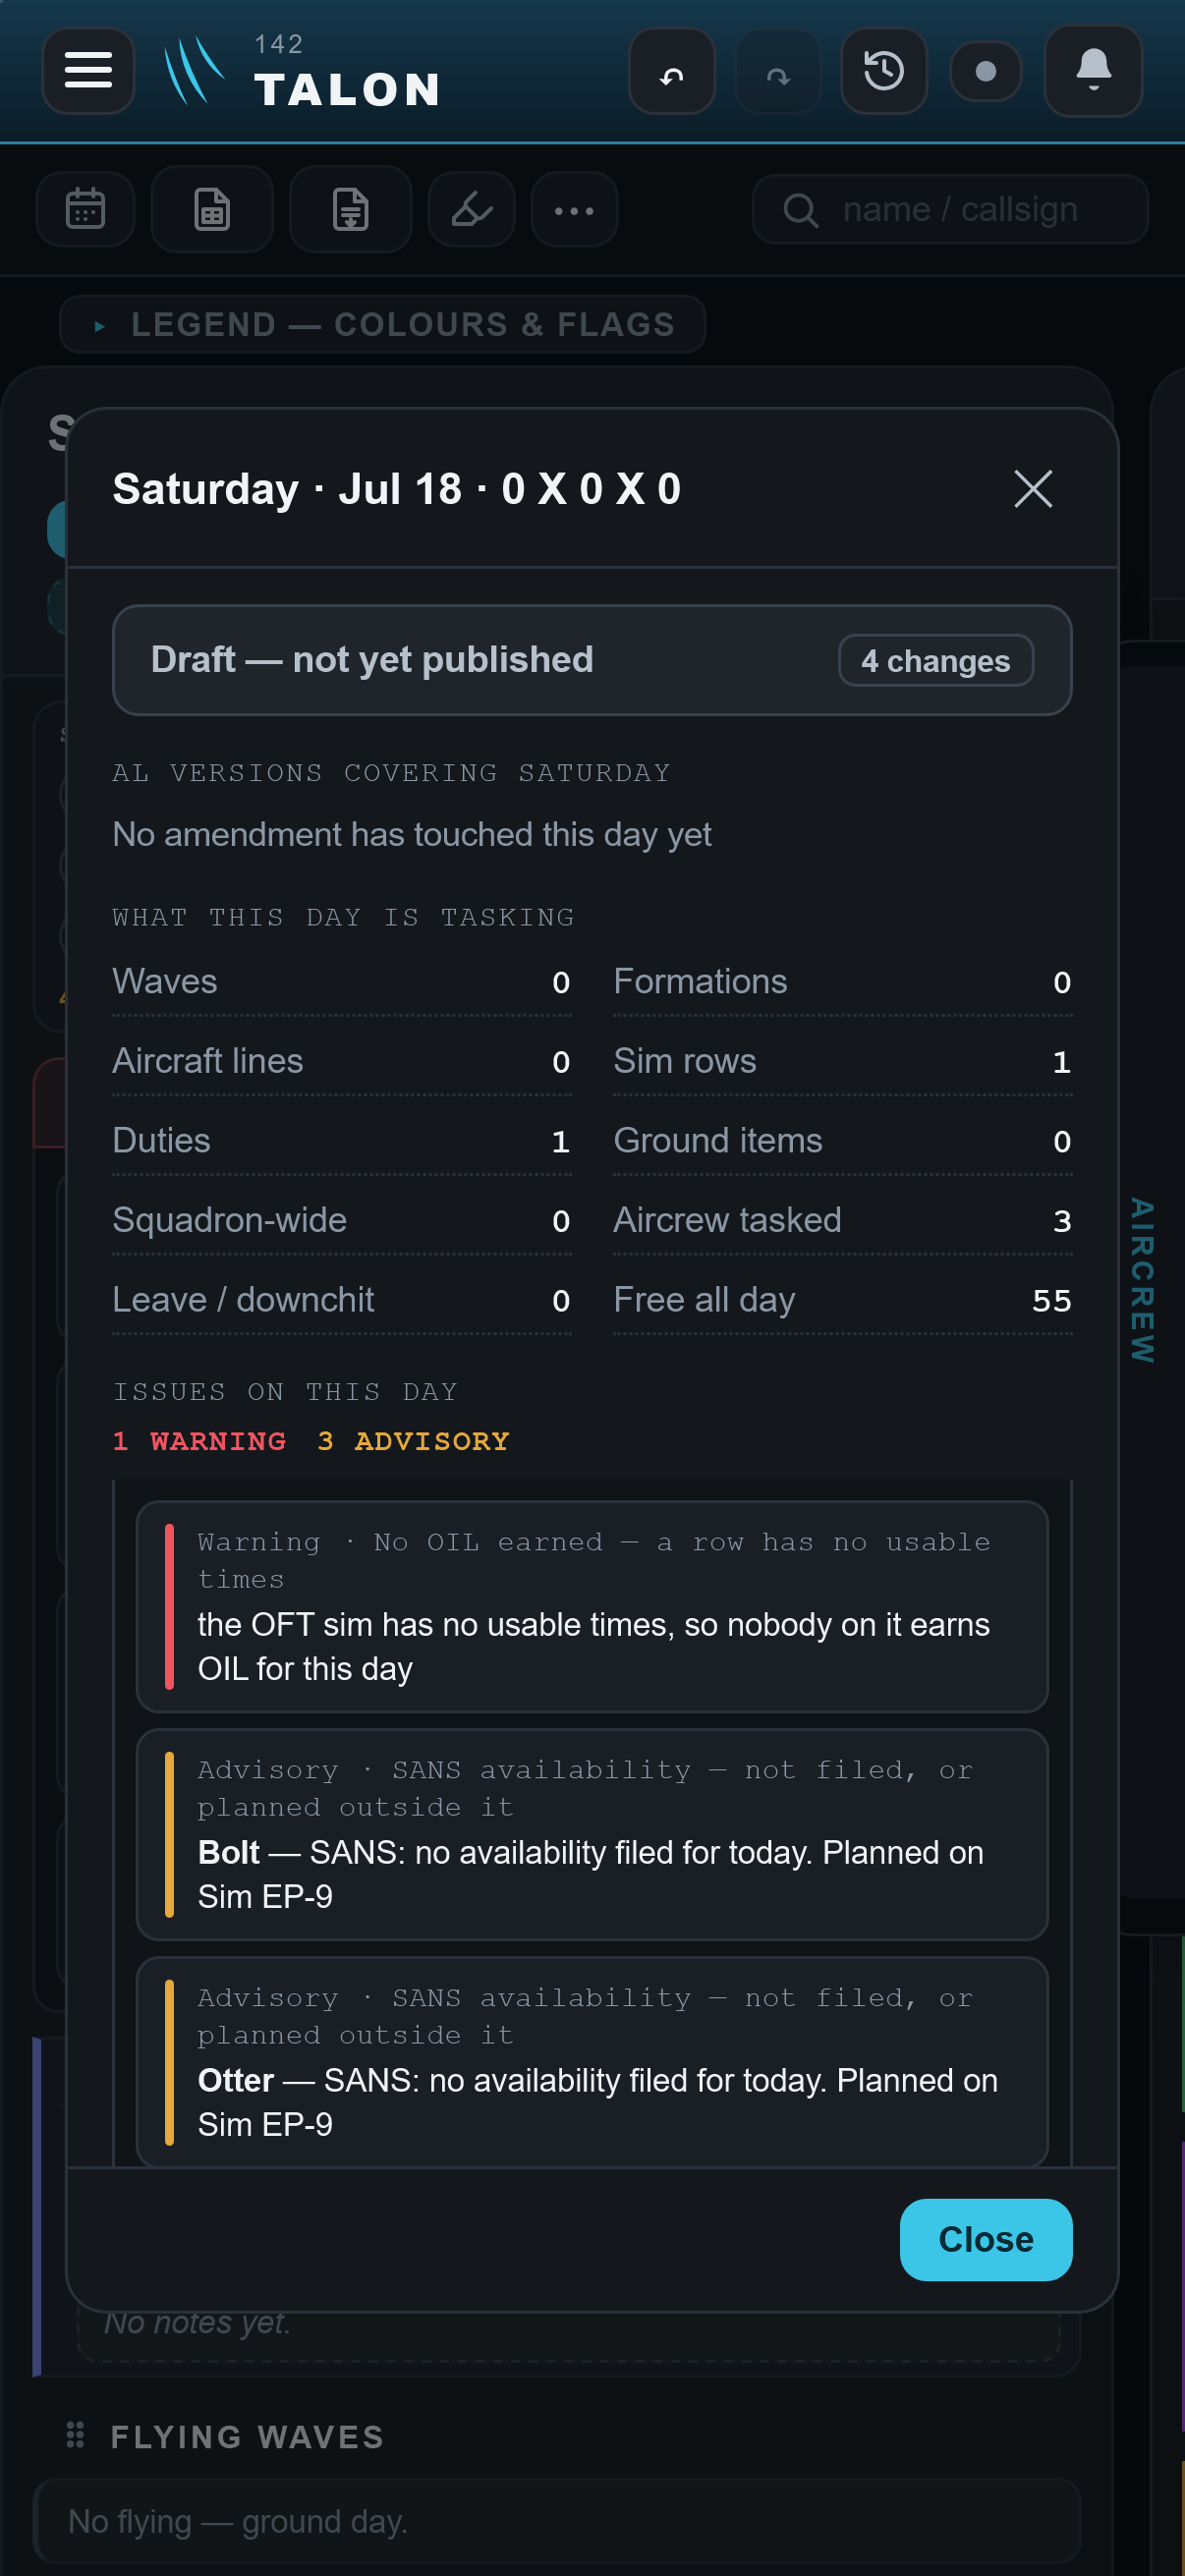 142
TALON
name / callsign
▸ LEGEND — COLOURS & FLAGS
Saturday · Jul 18 · 0 X 0 X 0
Draft — not yet published
4 changes
AL VERSIONS COVERING SATURDAY
No amendment has touched this day yet
WHAT THIS DAY IS TASKING
Waves 0 Formations 0
Aircraft lines 0 Sim rows 1
Duties 1 Ground items 0
Squadron-wide 0 Aircrew tasked 3
Leave / downchit 0 Free all day 55
AIRCREW
ISSUES ON THIS DAY
1 WARNING 3 ADVISORY
Warning · No OIL earned — a row has no usable
times
the OFT sim has no usable times, so nobody on it earns
OIL for this day
Advisory · SANS availability — not filed, or
planned outside it
Bolt — SANS: no availability filed for today. Planned on
Sim EP-9
Advisory · SANS availability — not filed, or
planned outside it
Otter — SANS: no availability filed for today. Planned on
Sim EP-9
Close
No notes yet.
FLYING WAVES
No flying — ground day.